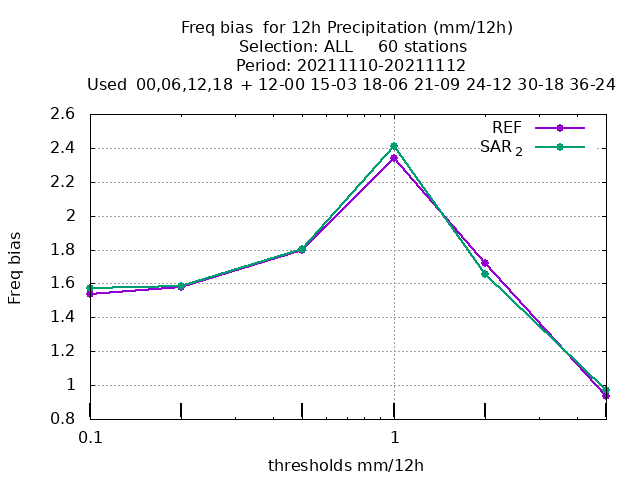 Freq bias  for 12h Precipitation (mm/12h)
Selection: ALL     60 stations
Period: 20211110-20211112
Used  00,06,12,18  + 12-00 15-03 18-06 21-09 24-12 30-18 36-24
2.6
2.4
2.2
2
1.8
1.6
1.4
1.2
1
0.8
Freq bias
REF
SAR 2
0.1
1
thresholds mm/12h